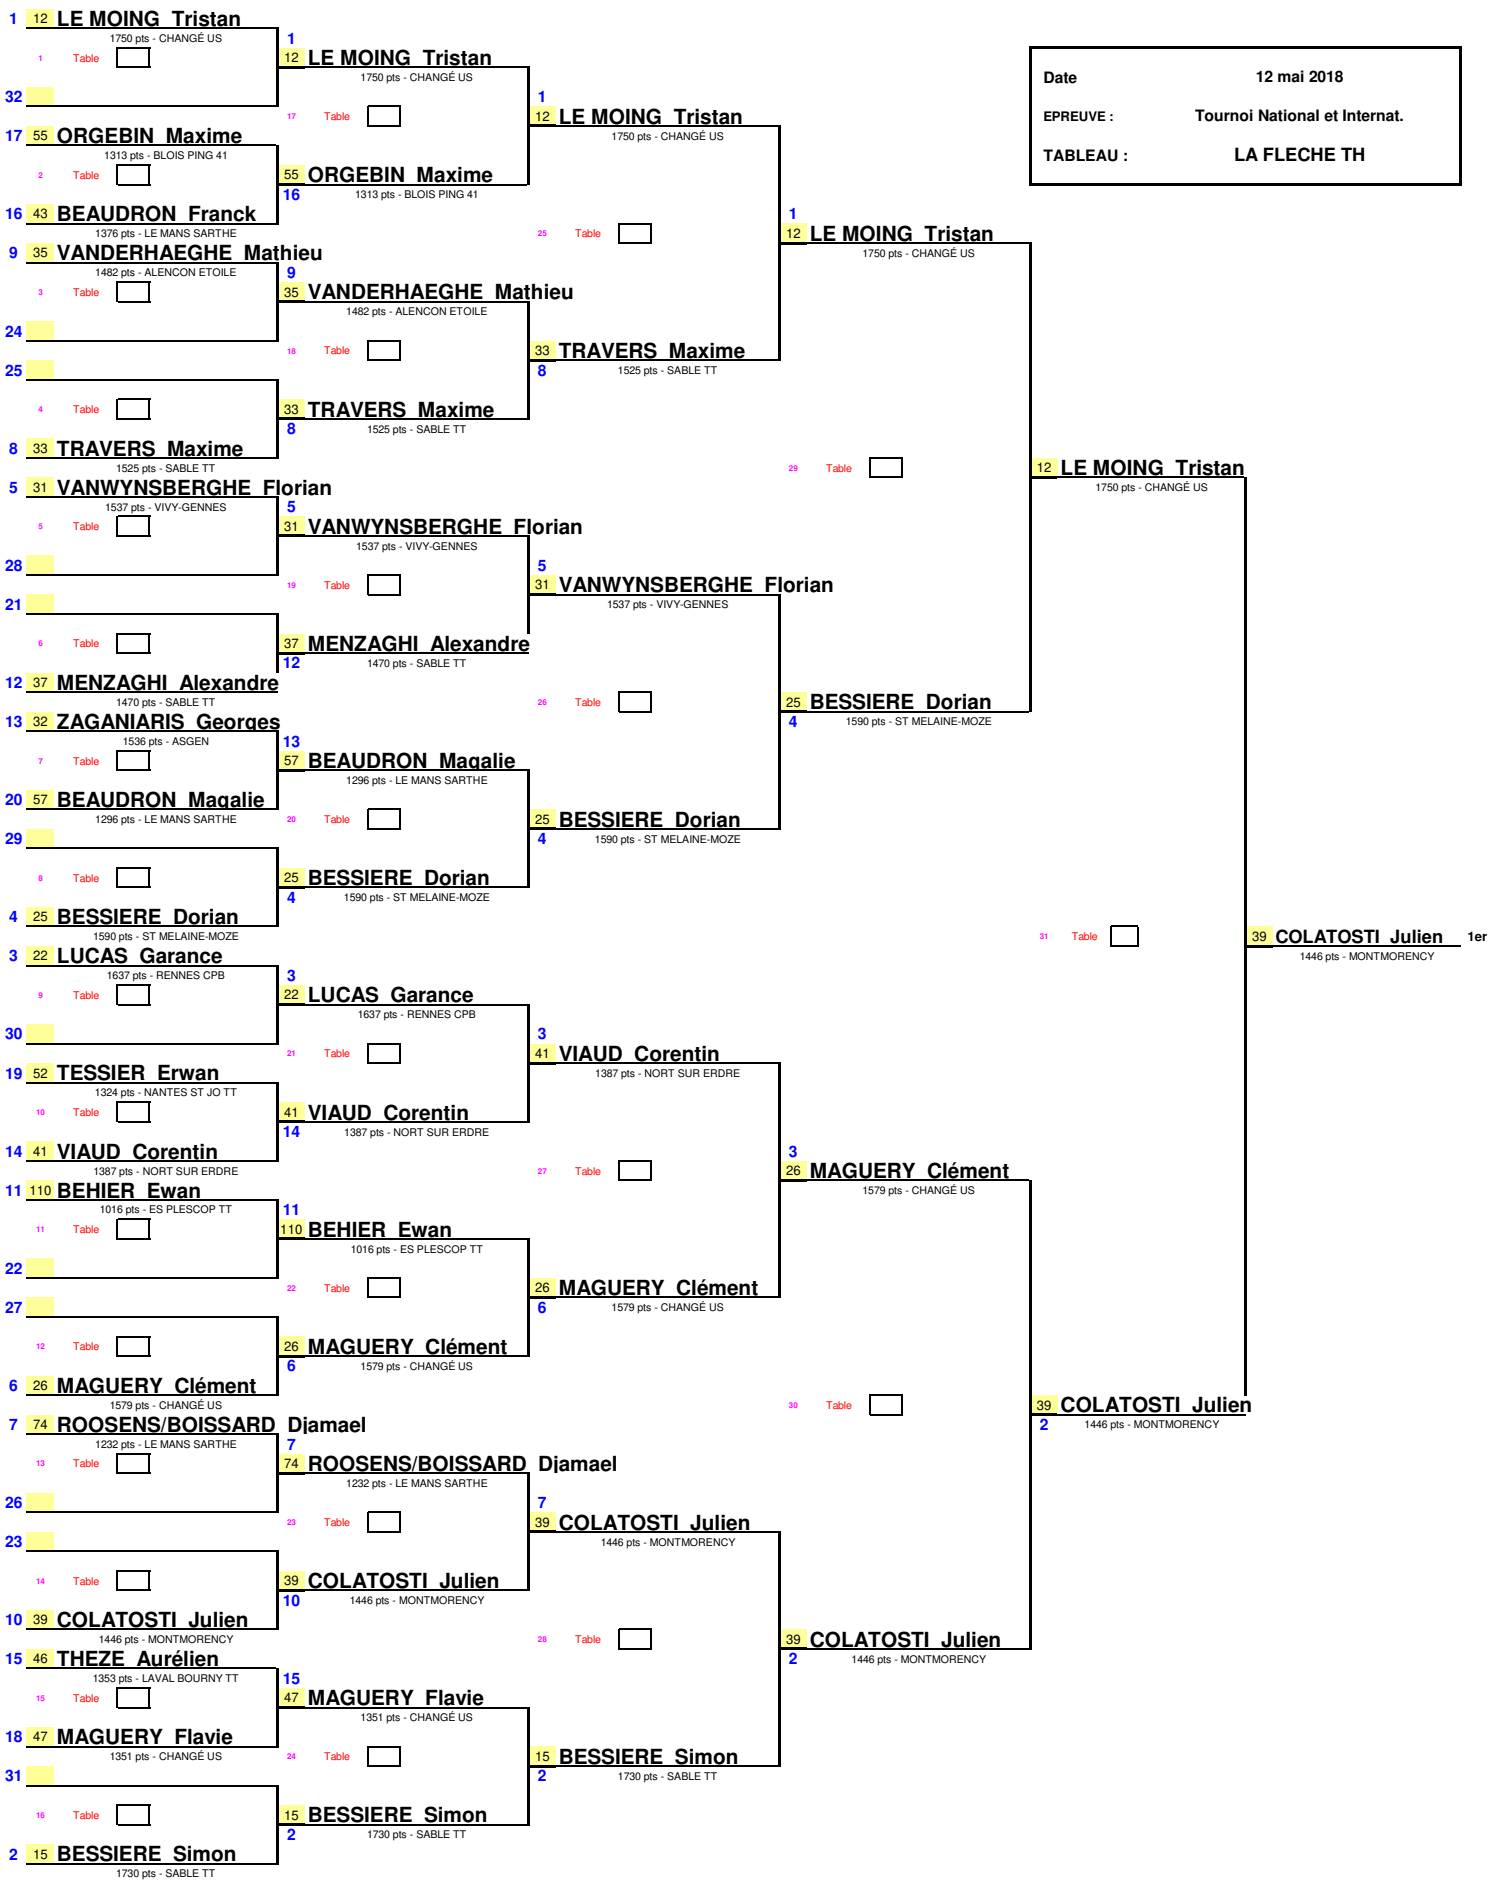 Date 12 mai 2018
EPREUVE : Tournoi National et Internat.
TABLEAU : LA FLECHE TH
1 12 LE MOING Tristan
1750 pts - CHANGÉ US
1 Table
32
17 55 ORGEBIN Maxime
1313 pts - BLOIS PING 41
2 Table
16 43 BEAUDRON Franck
1376 pts - LE MANS SARTHE
9 35 VANDERHAEGHE Mathieu
1482 pts - ALENCON ETOILE
3 Table
24
25
4 Table
8 33 TRAVERS Maxime
1525 pts - SABLE TT
5 31 VANWYNSBERGHE Florian
1537 pts - VIVY-GENNES
5 Table
28
21
6 Table
12 37 MENZAGHI Alexandre
1470 pts - SABLE TT
13 32 ZAGANIARIS Georges
1536 pts - ASGEN
7 Table
20 57 BEAUDRON Magalie
1296 pts - LE MANS SARTHE
29
8 Table
4 25 BESSIERE Dorian
1590 pts - ST MELAINE-MOZE
3 22 LUCAS Garance
1637 pts - RENNES CPB
9 Table
30
19 52 TESSIER Erwan
1324 pts - NANTES ST JO TT
10 Table
14 41 VIAUD Corentin
1387 pts - NORT SUR ERDRE
11 110 BEHIER Ewan
1016 pts - ES PLESCOP TT
11 Table
22
27
12 Table
6 26 MAGUERY Clément
1579 pts - CHANGÉ US
7 74 ROOSENS/BOISSARD Djamael
1232 pts - LE MANS SARTHE
13 Table
26
23
14 Table
10 39 COLATOSTI Julien
1446 pts - MONTMORENCY
15 46 THEZE Aurélien
1353 pts - LAVAL BOURNY TT
15 Table
18 47 MAGUERY Flavie
1351 pts - CHANGÉ US
31
16 Table
2 15 BESSIERE Simon
1730 pts - SABLE TT
1
12 LE MOING Tristan
1750 pts - CHANGÉ US
17 Table
55 ORGEBIN Maxime
16 1313 pts - BLOIS PING 41
9
35 VANDERHAEGHE Mathieu
1482 pts - ALENCON ETOILE
18 Table
33 TRAVERS Maxime
8 1525 pts - SABLE TT
5
31 VANWYNSBERGHE Florian
1537 pts - VIVY-GENNES
19 Table
37 MENZAGHI Alexandre
12 1470 pts - SABLE TT
13
57 BEAUDRON Magalie
1296 pts - LE MANS SARTHE
20 Table
25 BESSIERE Dorian
4 1590 pts - ST MELAINE-MOZE
3
22 LUCAS Garance
1637 pts - RENNES CPB
21 Table
41 VIAUD Corentin
14 1387 pts - NORT SUR ERDRE
11
110 BEHIER Ewan
1016 pts - ES PLESCOP TT
22 Table
26 MAGUERY Clément
6 1579 pts - CHANGÉ US
7
74 ROOSENS/BOISSARD Djamael
1232 pts - LE MANS SARTHE
23 Table
39 COLATOSTI Julien
10 1446 pts - MONTMORENCY
15
47 MAGUERY Flavie
1351 pts - CHANGÉ US
24 Table
15 BESSIERE Simon
2 1730 pts - SABLE TT
1
12 LE MOING Tristan
1750 pts - CHANGÉ US
25 Table
33 TRAVERS Maxime
8 1525 pts - SABLE TT
5
31 VANWYNSBERGHE Florian
1537 pts - VIVY-GENNES
26 Table
25 BESSIERE Dorian
4 1590 pts - ST MELAINE-MOZE
3
41 VIAUD Corentin
1387 pts - NORT SUR ERDRE
27 Table
26 MAGUERY Clément
6 1579 pts - CHANGÉ US
7
39 COLATOSTI Julien
1446 pts - MONTMORENCY
28 Table
15 BESSIERE Simon
2 1730 pts - SABLE TT
1
12 LE MOING Tristan
1750 pts - CHANGÉ US
29 Table
25 BESSIERE Dorian
4 1590 pts - ST MELAINE-MOZE
3
26 MAGUERY Clément
1579 pts - CHANGÉ US
30 Table
39 COLATOSTI Julien
2 1446 pts - MONTMORENCY
12 LE MOING Tristan
1750 pts - CHANGÉ US
31 Table
39 COLATOSTI Julien
2 1446 pts - MONTMORENCY
39 COLATOSTI Julien 1er
1446 pts - MONTMORENCY